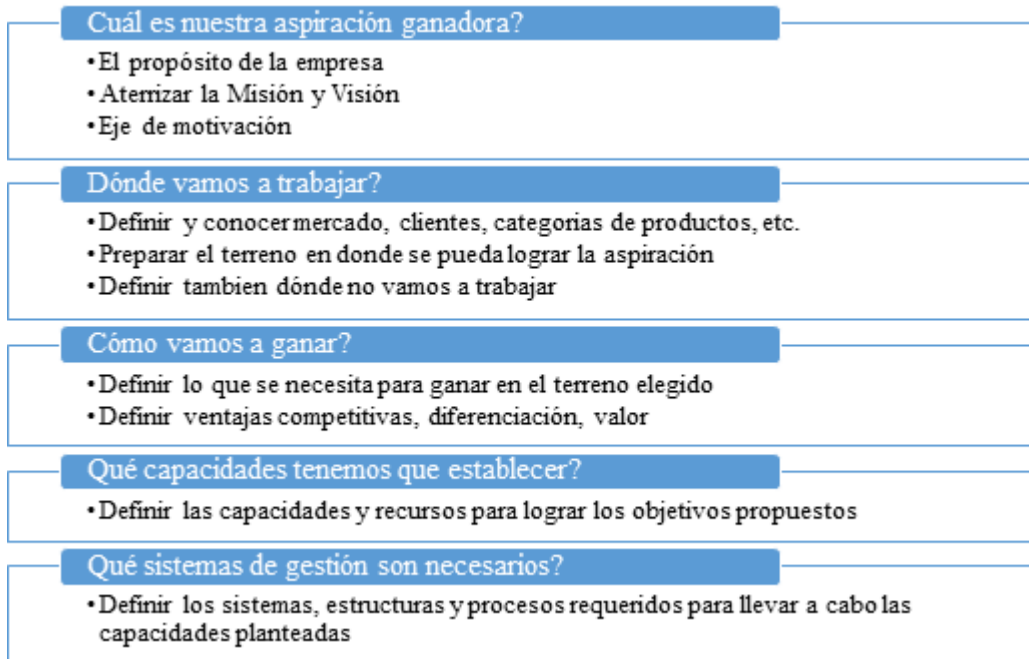 Cuál es nuestra aspiración ganadora?
•El propósito de la empresa
•Aterrizar la Misión y Visión
•Eje de motivación
Dónde vamos a trabajar?
•Definir y conocer mercado, clientes, categorias de productos, etc.
•Preparar el terreno en donde se pueda lograr la aspiración
•Definir tambien dónde no vamos a trabajar
Cómo vamos a ganar?
•Definir lo que se necesita para ganar en el terreno elegido
•Definir ventajas competitivas, diferenciación, valor
Qué capacidades tenemos que establecer?
•Definir las capacidades y recursos para lograr los objetivos propuestos
Qué sistemas de gestión son necesarios?
•Definir los sistemas, estructuras y procesos requeridos para llevar a cabo las
capacidades planteadas